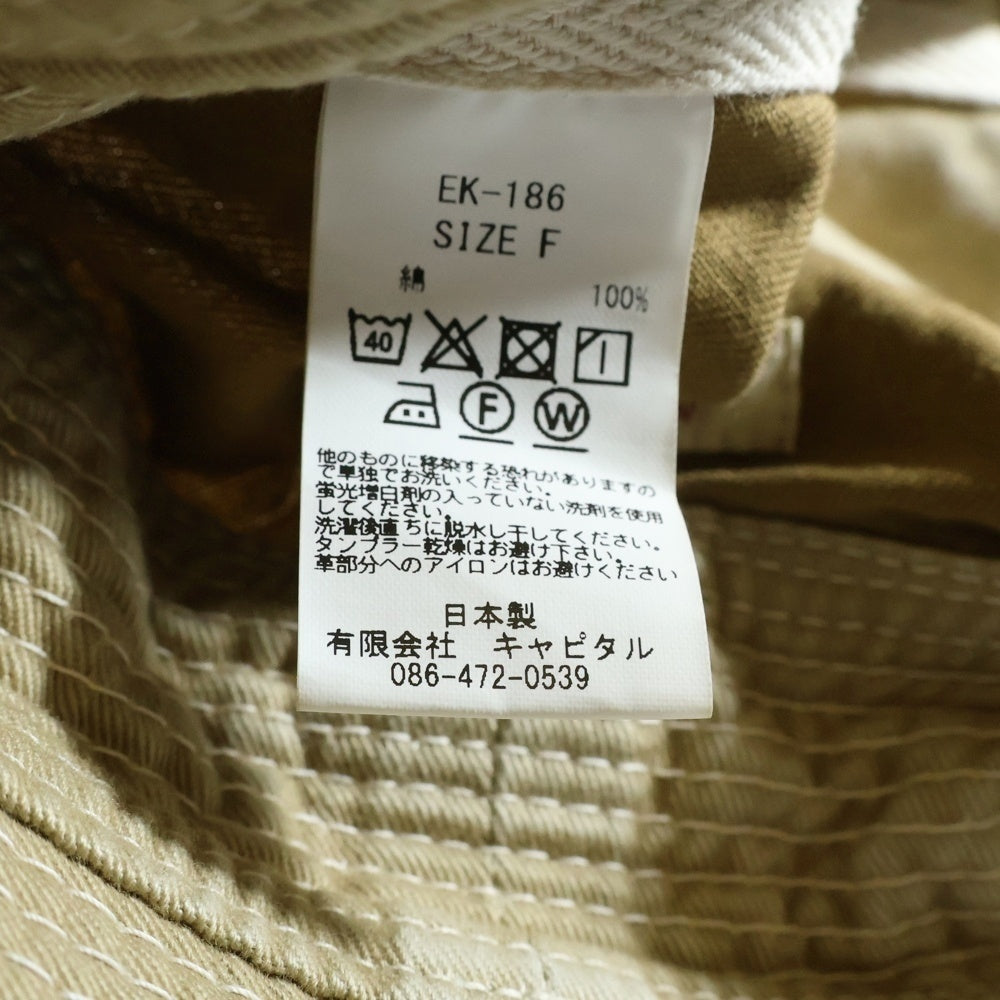 EK-186
SIZE F
綿 100%
40
F W
他のものに移染する恐れがありますの
で単独でお洗いください。
蛍光増白剤の入っていない洗剤を使用
してください。
洗濯後直ちに脱水し干してください。
タンブラー乾燥はお避け下さい。
革部分へのアイロンはお避けください
日本製
有限会社 キャピタル
086-472-0539